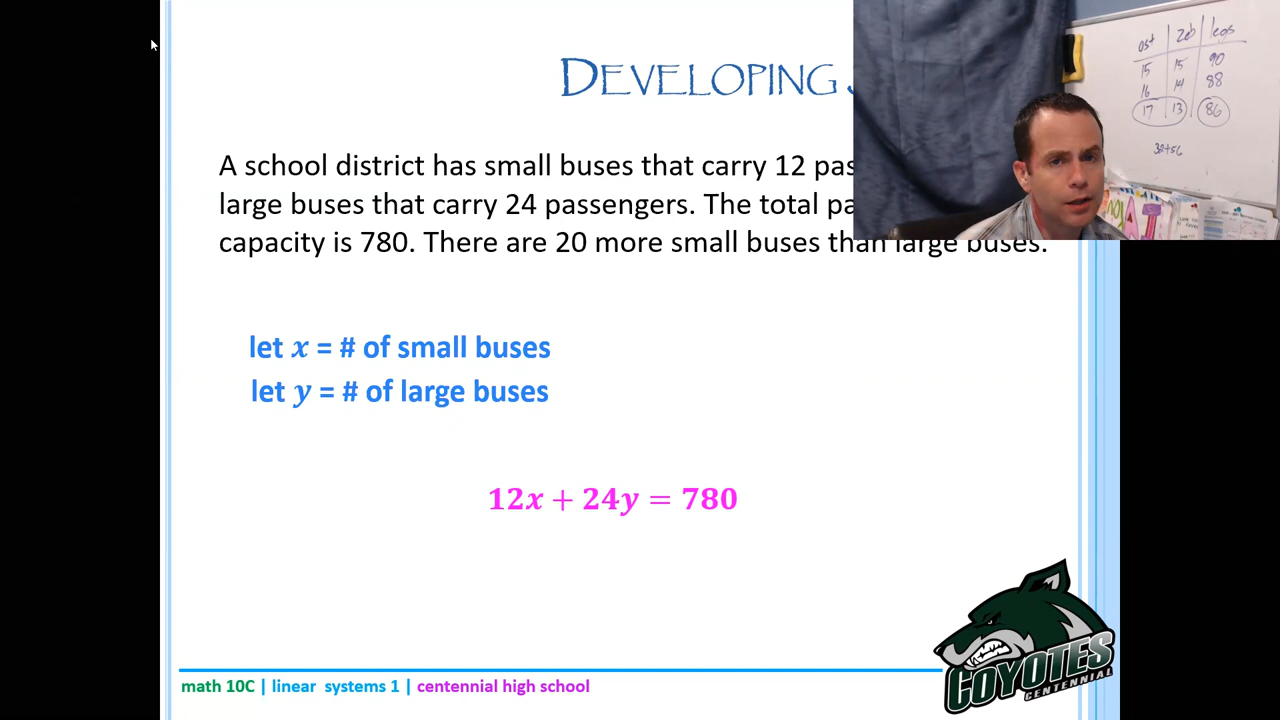 DEVELOPING
A school district has small buses that carry 12 pas
large buses that carry 24 passengers. The total pa
capacity is 780. There are 20 more small buses than large buses.
let x = # of small buses
let y = # of large buses
12x + 24y = 780
math 10C | linear systems 1 | centennial high school
COYOTES
CENTENNIAL
ost zeb legs
15 15 90
16 14 88
17 13 86